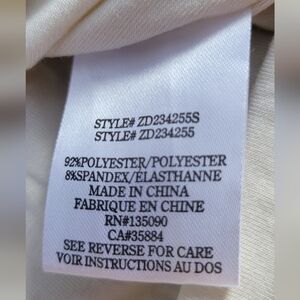 STYLE# ZD234255S
STYLE# ZD234255
92%POLYESTER/POLYESTER
8%SPANDEX/ÉLASTHANNE
MADE IN CHINA
FABRIQUE EN CHINE
RN#135090
CA#35884
SEE REVERSE FOR CARE
VOIR INSTRUCTIONS AU DOS